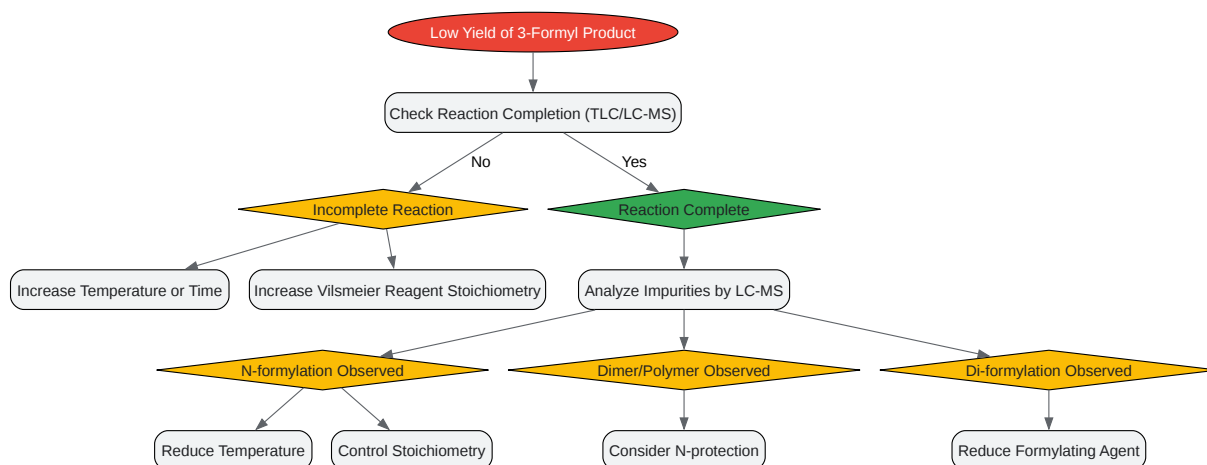 Low Yield of 3-Formyl Product
Check Reaction Completion (TLC/LC-MS)
No
Yes
Incomplete Reaction
Reaction Complete
Increase Temperature or Time
Increase Vilsmeier Reagent Stoichiometry
Analyze Impurities by LC-MS
N-formylation Observed
Dimer/Polymer Observed
Di-formylation Observed
Reduce Temperature
Control Stoichiometry
Consider N-protection
Reduce Formylating Agent